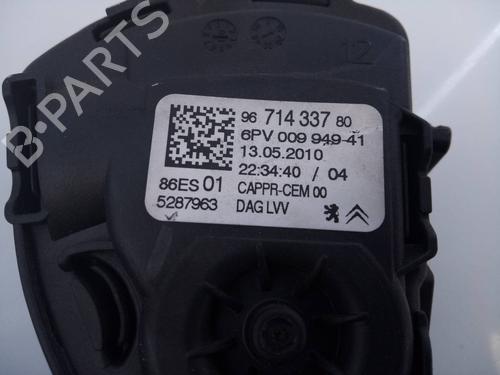 B-PARTS
12
96 714 337 80
6PV 009 949-41
13.05.2010
22:34:40 / 04
86ES 01 CAPPR-CEM 00
5287963 DAG LVV